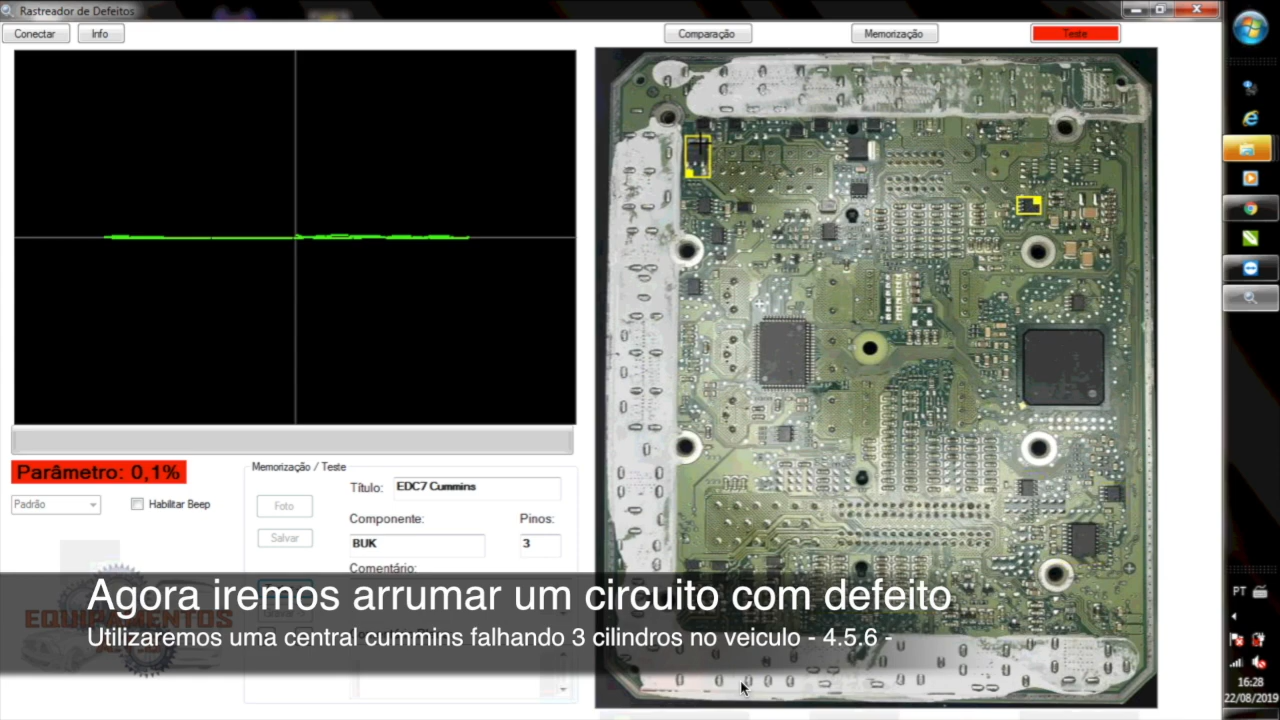 Rastreador de Defeitos
Conectar
Info
Comparação
Memorização
Teste
Parâmetro: 0,1%
Padrão
Habilitar Beep
Memorização / Teste
Foto
Salvar
Título:
EDC7 Cummins
Componente:
Pinos:
BUK
3
Comentário:
Agora iremos arrumar um circuito com defeito
EQUIPAMENTOS
Utilizaremos uma central cummins falhando 3 cilindros no veiculo - 4.5.6 -
PT
16:28
22/08/2019